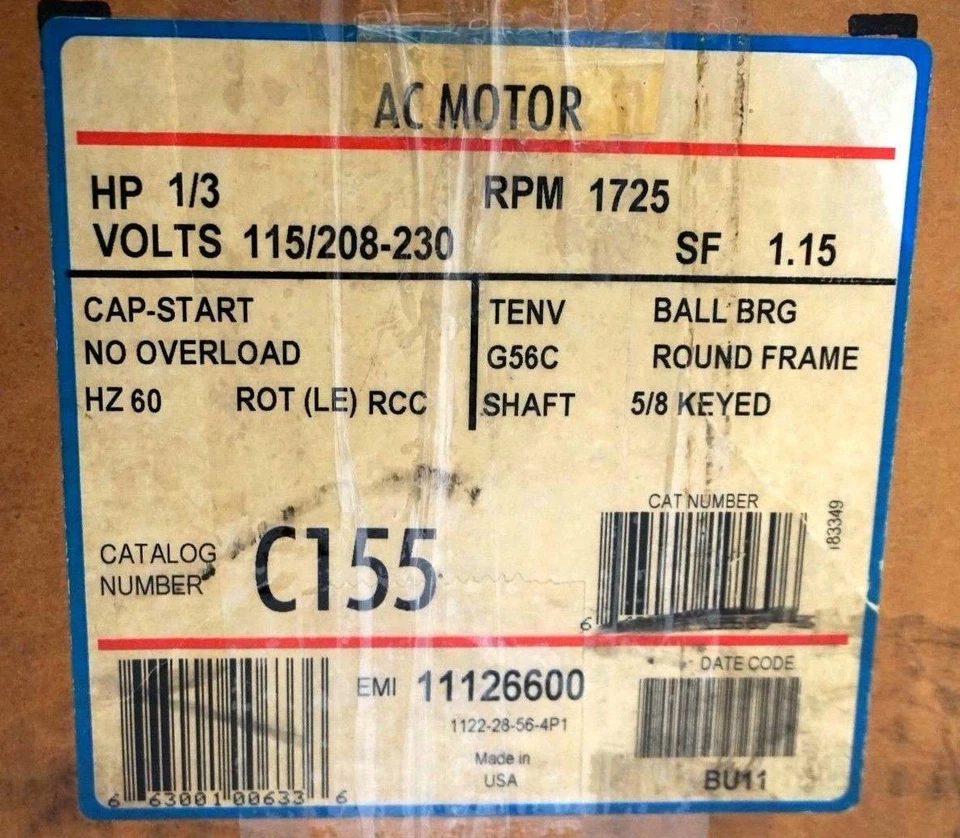 AC MOTOR
HP 1/3 RPM 1725
VOLTS 115/208-230 SF 1.15
CAP-START TENV BALL BRG
NO OVERLOAD G56C ROUND FRAME
HZ 60 ROT (LE) RCC SHAFT 5/8 KEYED
CAT NUMBER
183349
CATALOG
NUMBER C155
6
DATE CODE
EMI 11126600
1122-28-56-4P1
Made in
USA
BU11
6 63001 00633 6